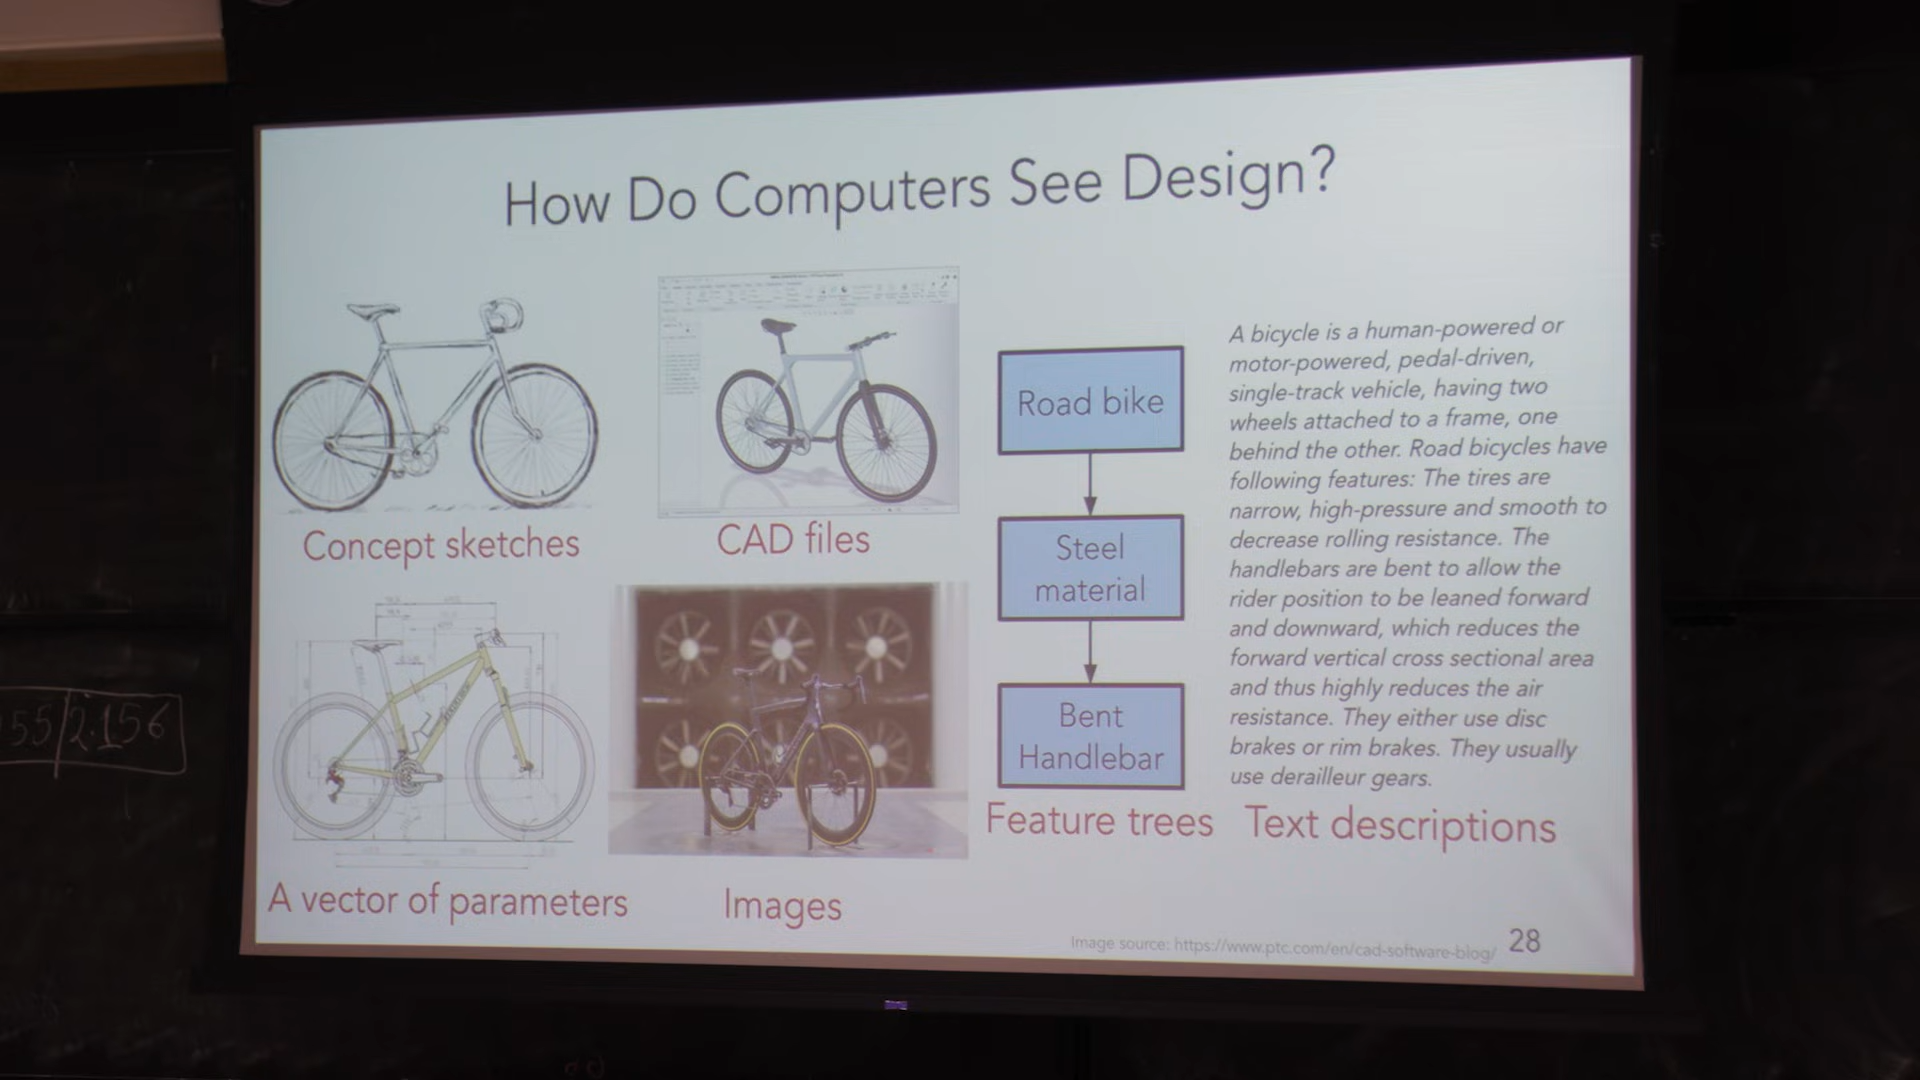 How Do Computers See Design?
Concept sketches
CAD files
A vector of parameters
Images
Road bike
Steel
material
Bent
Handlebar
Feature trees
A bicycle is a human-powered or
motor-powered, pedal-driven,
single-track vehicle, having two
wheels attached to a frame, one
behind the other. Road bicycles have
following features: The tires are
narrow, high-pressure and smooth to
decrease rolling resistance. The
handlebars are bent to allow the
rider position to be leaned forward
and downward, which reduces the
forward vertical cross sectional area
and thus highly reduces the air
resistance. They either use disc
brakes or rim brakes. They usually
use derailleur gears.
Text descriptions
Image source: https://www.ptc.com/en/cad-software-blog/
28
55/2.156